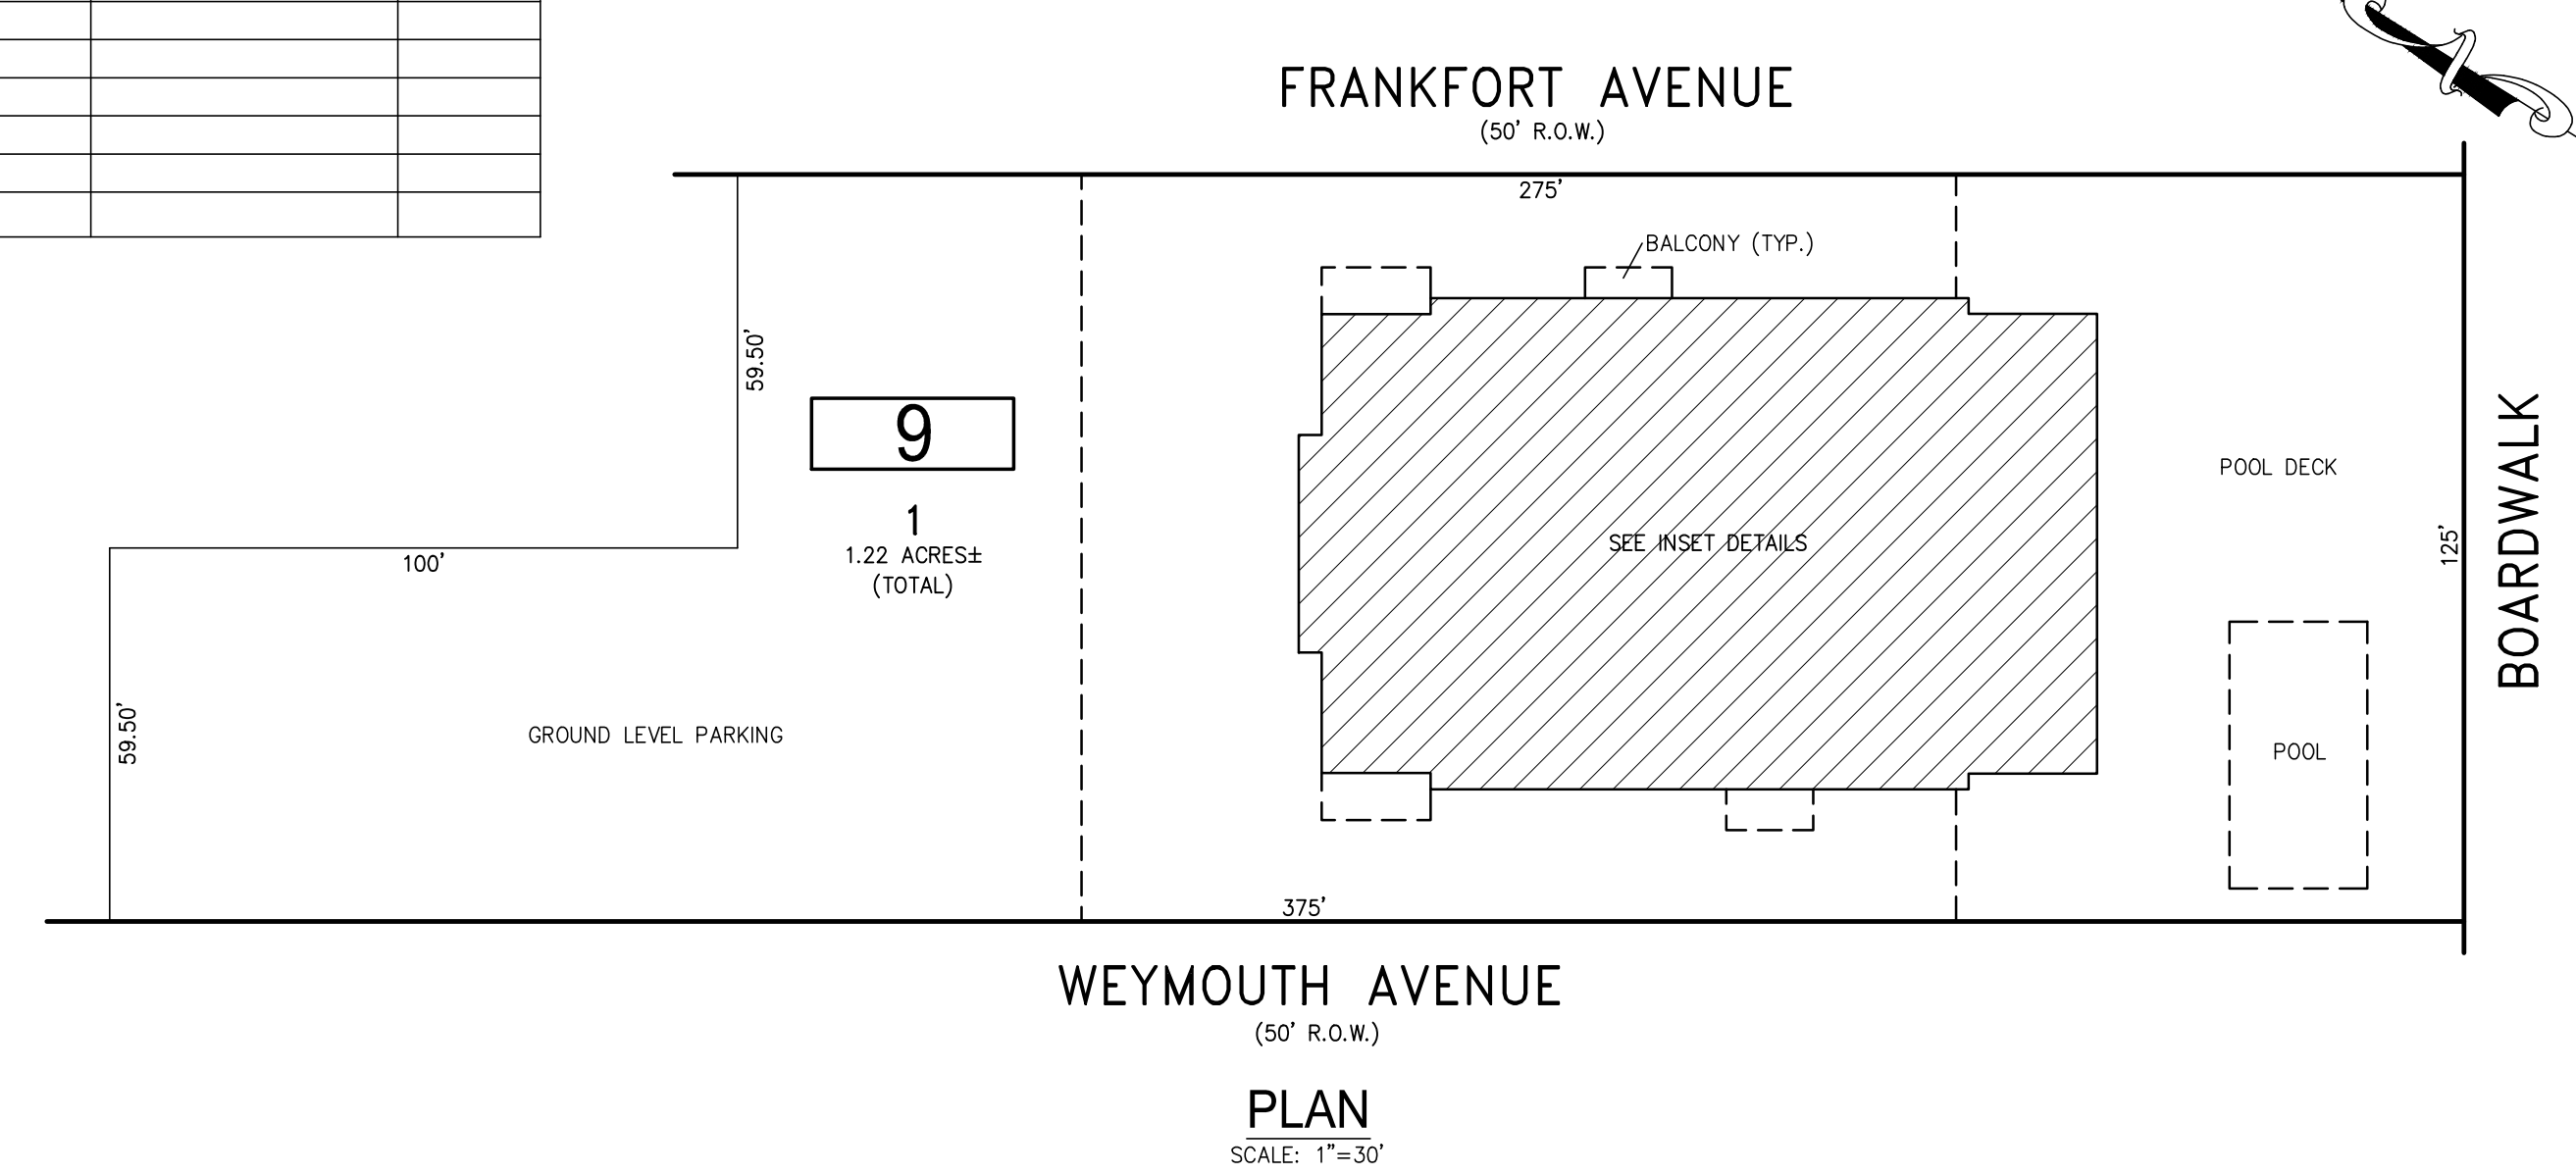 FRANKFORT AVENUE
(50' R.O.W.)
275'
BALCONY (TYP.)
59.50'
9
1
1.22 ACRES±
(TOTAL)
100'
SEE INSET DETAILS
POOL DECK
125'
BOARDWALK
59.50'
GROUND LEVEL PARKING
POOL
375'
WEYMOUTH AVENUE
(50' R.O.W.)
PLAN
SCALE: 1"=30'